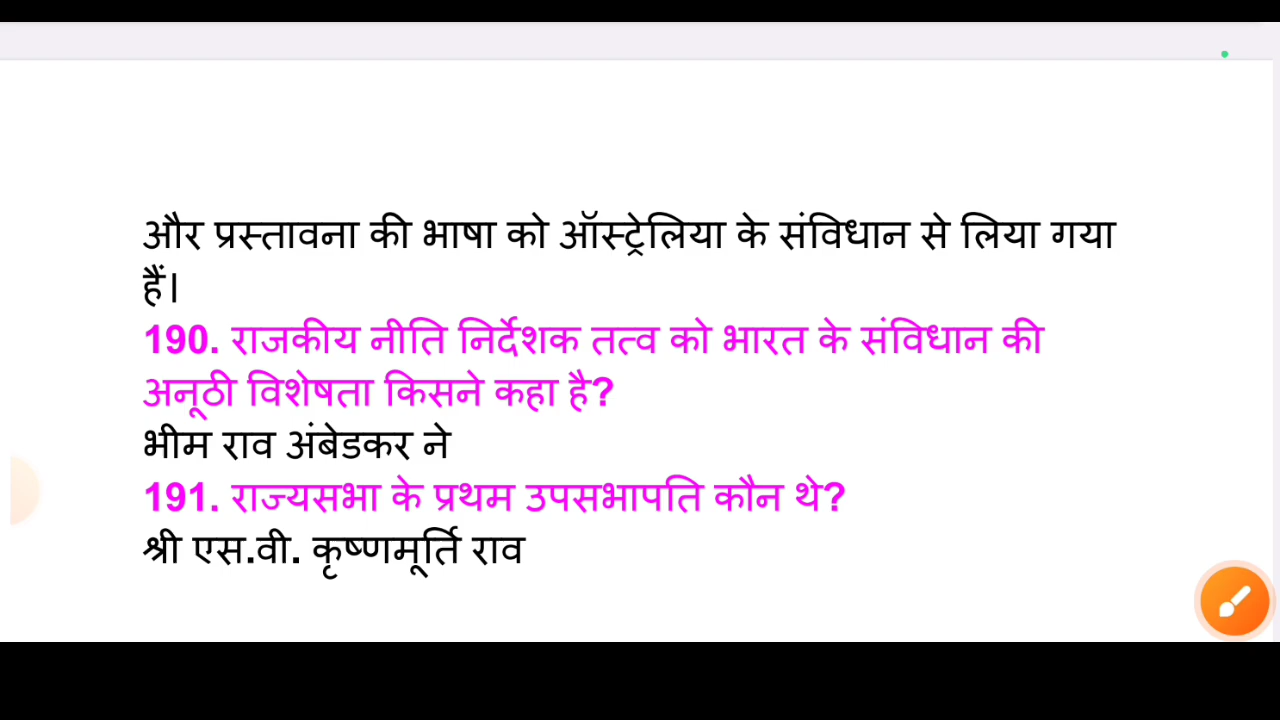 और प्रस्तावना की भाषा को ऑस्ट्रेलिया के संविधान से लिया गया
हैं।
190. राजकीय नीति निर्देशक तत्व को भारत के संविधान की
अनूठी विशेषता किसने कहा है?
भीम राव अंबेडकर ने
191. राज्यसभा के प्रथम उपसभापति कौन थे?
श्री एस.वी. कृष्णमूर्ति राव